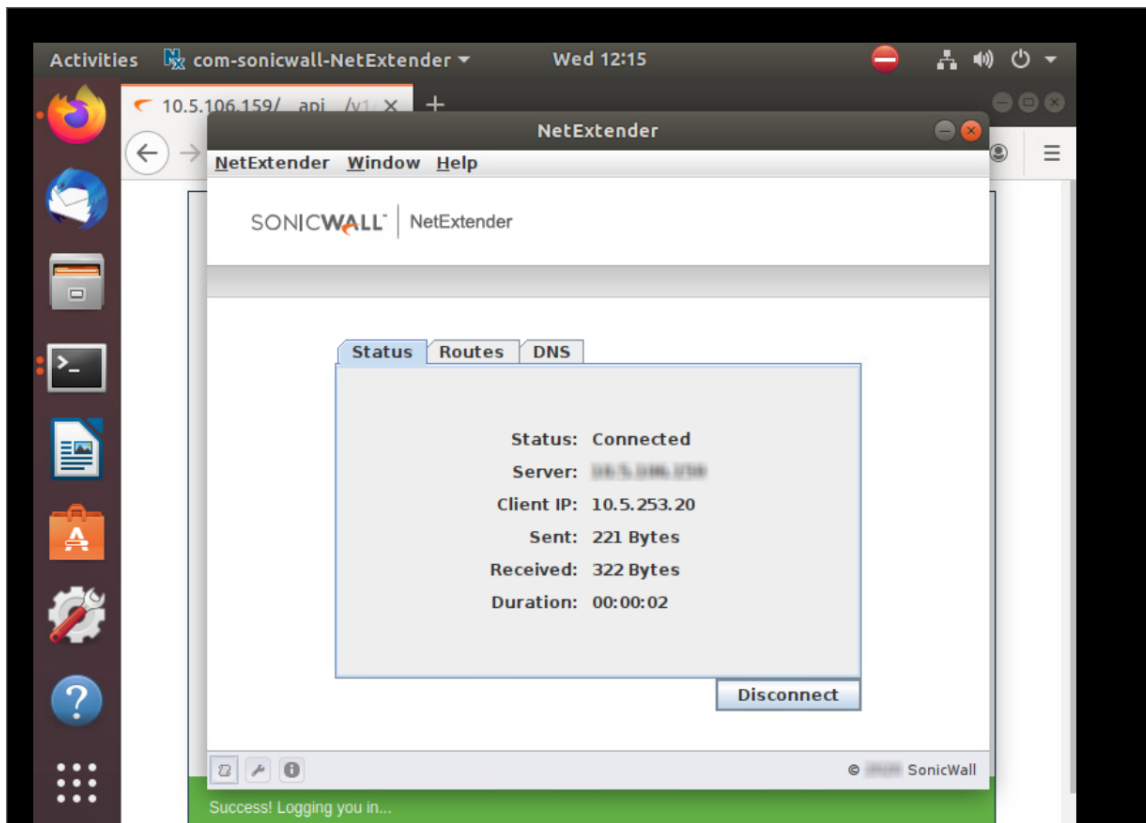 Activities com-sonicwall-NetExtender Wed 12:15
10.5.106.159/__api__/v1/
NetExtender
NetExtender Window Help
SONICWALL NetExtender
Status Routes DNS
Status: Connected
Server:
Client IP: 10.5.253.20
Sent: 221 Bytes
Received: 322 Bytes
Duration: 00:00:02
Disconnect
© SonicWall
Success! Logging you in...